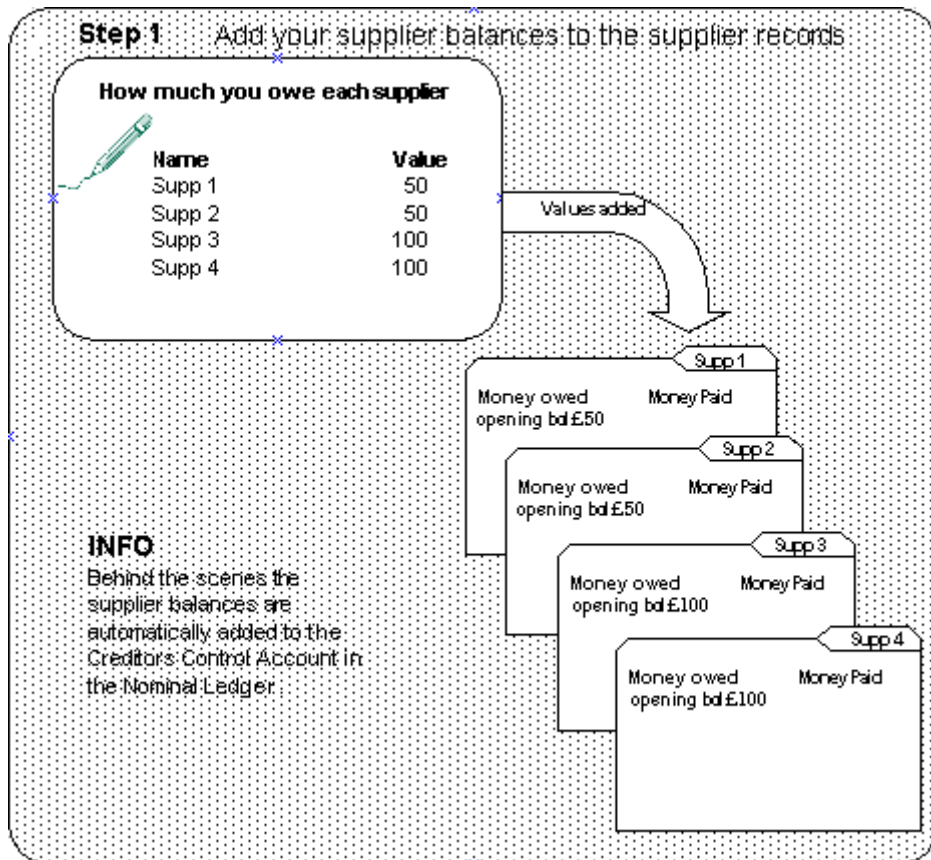 Step 1 Add your supplier balances to the supplier records
How much you owe each supplier
Name Value
Supp 1 50
Supp 2 50
Supp 3 100
Supp 4 100
Values added
Supp 1
Money owed Money Paid
opening bal £50
Supp 2
Money owed Money Paid
opening bal £50
Supp 3
Money owed Money Paid
opening bal £100
Supp 4
Money owed Money Paid
opening bal £100
INFO
Behind the scenes the
supplier balances are
automatically added to the
Creditors Control Account in
the Nominal Ledger